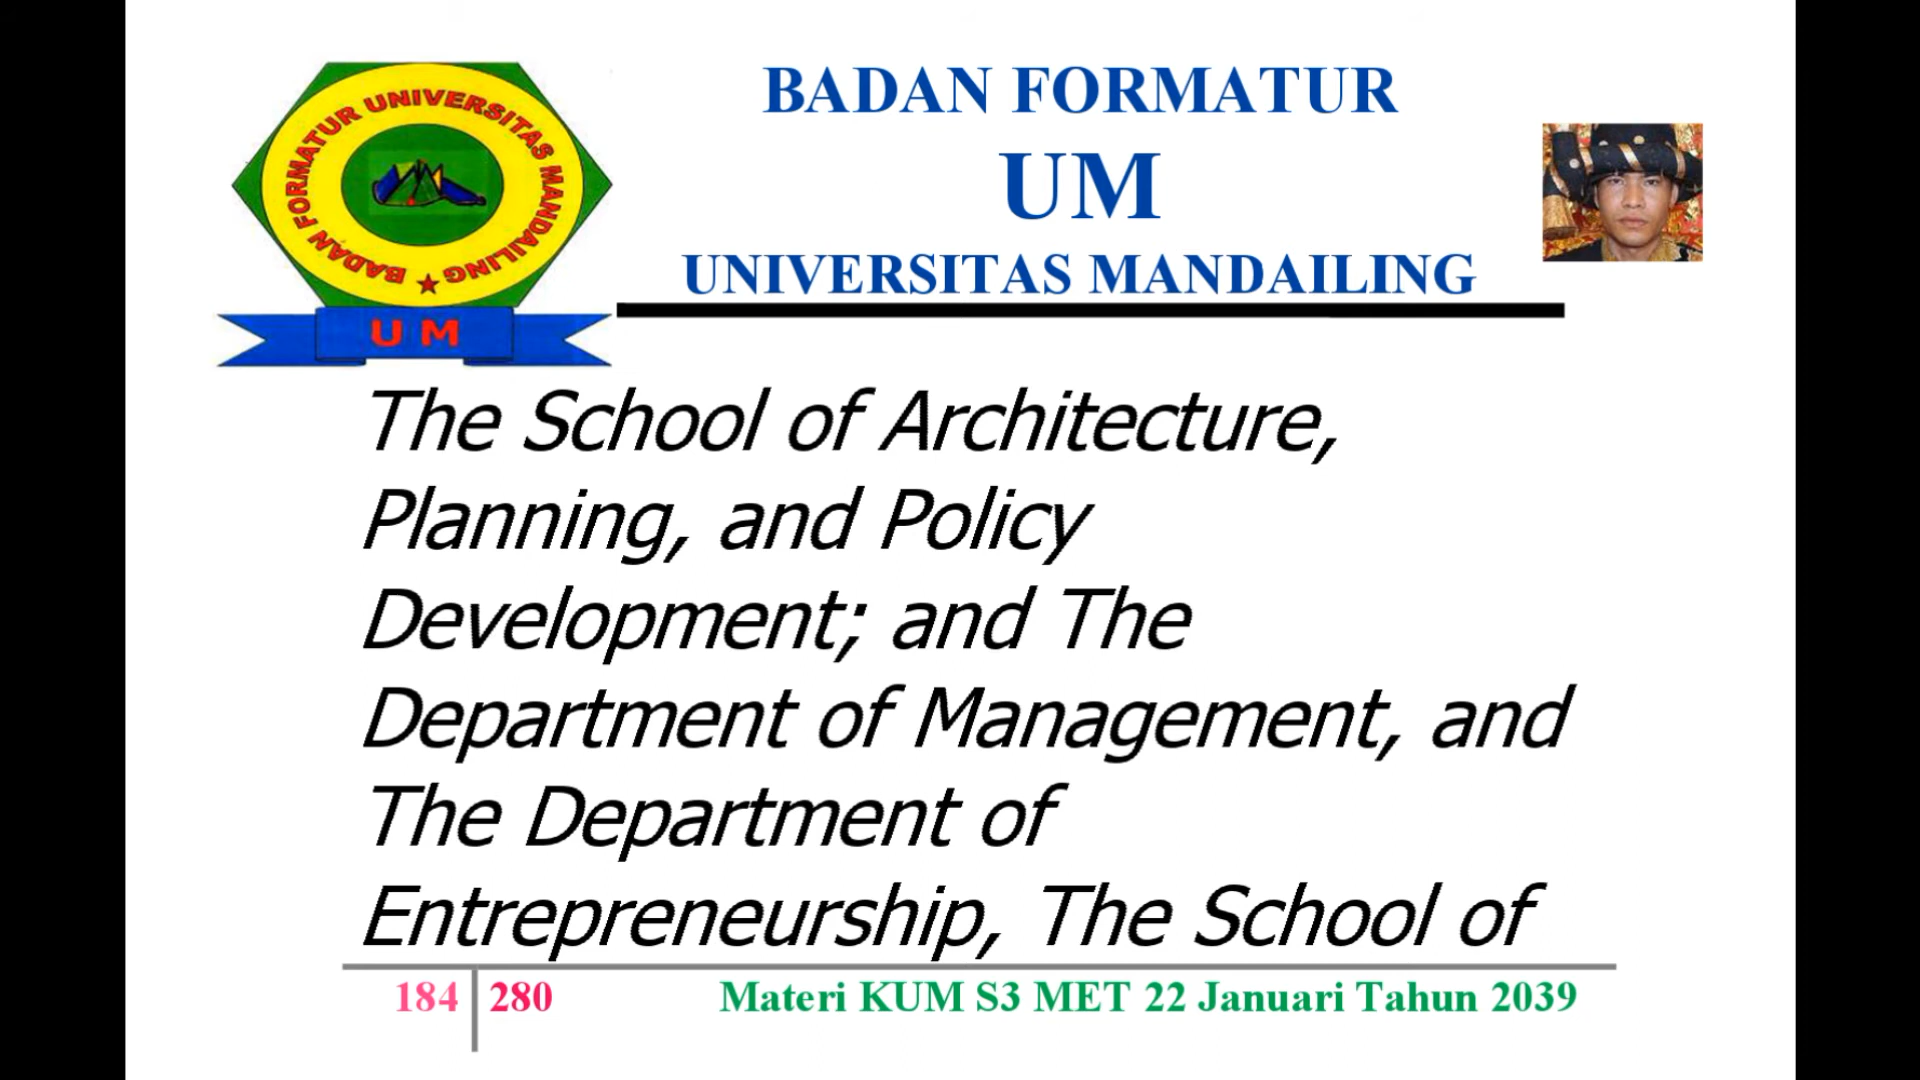 BADAN FORMATUR UNIVERSITAS MANDAILING
U M
BADAN FORMATUR
UM
UNIVERSITAS MANDAILING
The School of Architecture,
Planning, and Policy
Development; and The
Department of Management, and
The Department of
Entrepreneurship, The School of
184 280 Materi KUM S3 MET 22 Januari Tahun 2039